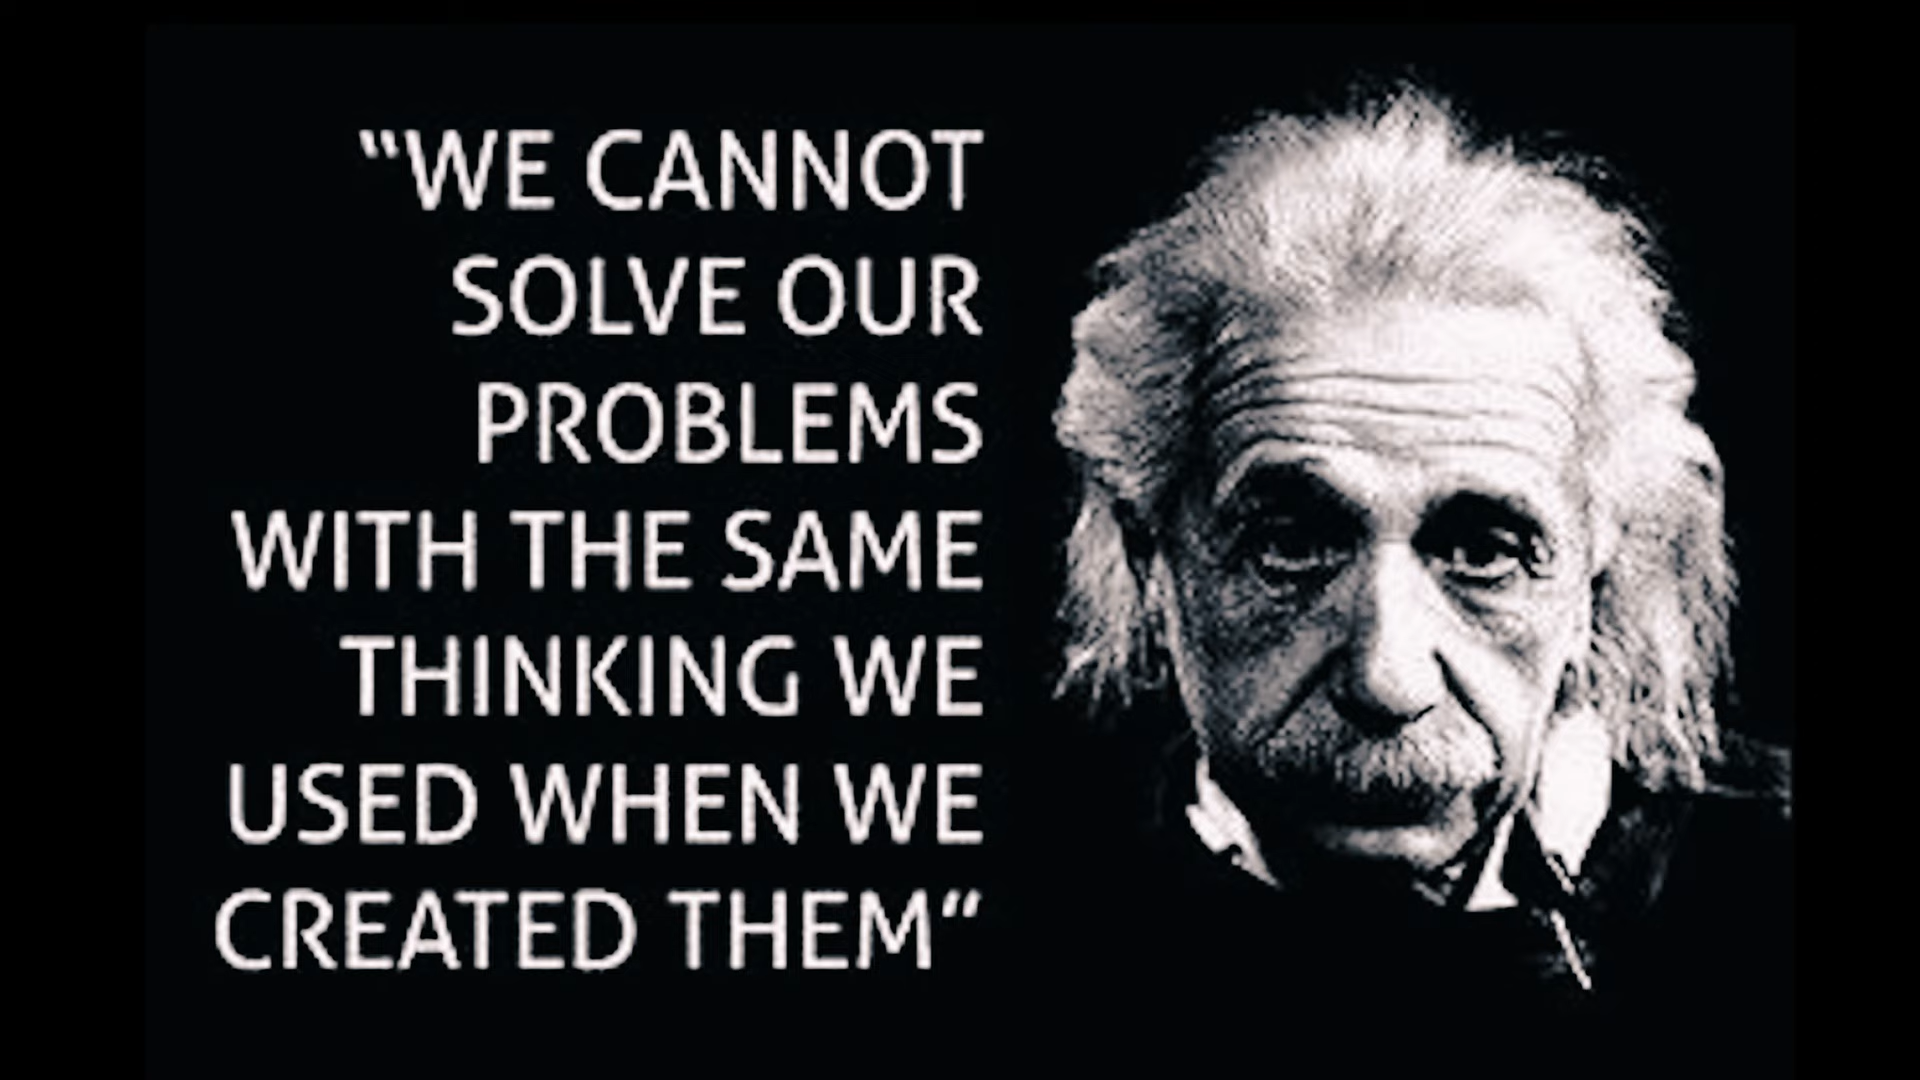 “WE CANNOT
SOLVE OUR
PROBLEMS
WITH THE SAME
THINKING WE
USED WHEN WE
CREATED THEM“